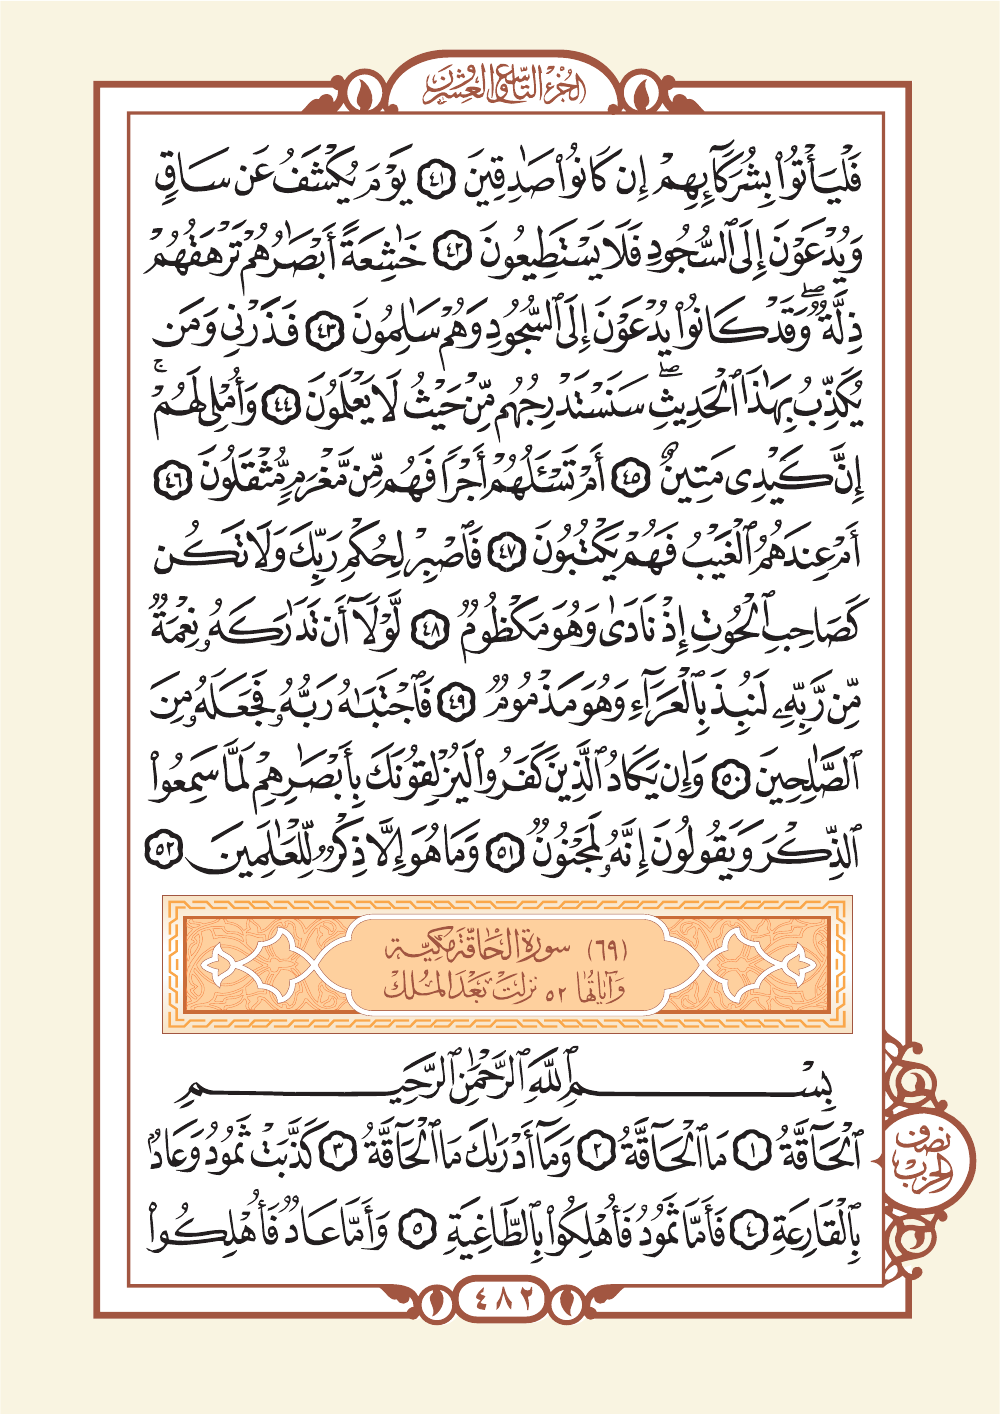 الجزء التاسع والعشرون
فَلْيَأْتُوا۟ بِشُرَكَآئِهِمْ إِن كَانُوا۟ صَـٰدِقِينَ ٤١ يَوْمَ يُكْشَفُ عَن سَاقٍ
وَيُدْعَوْنَ إِلَى ٱلسُّجُودِ فَلَا يَسْتَطِيعُونَ ٤٢ خَـٰشِعَةً أَبْصَـٰرُهُمْ تَرْهَقُهُمْ
ذِلَّةٌۖ وَقَدْ كَانُوا۟ يُدْعَوْنَ إِلَى ٱلسُّجُودِ وَهُمْ سَـٰلِمُونَ ٤٣ فَذَرْنِى وَمَن
يُكَذِّبُ بِهَـٰذَا ٱلْحَدِيثِۖ سَنَسْتَدْرِجُهُم مِّنْ حَيْثُ لَا يَعْلَمُونَ ٤٤ وَأُمْلِى لَهُمْۚ
إِنَّ كَيْدِى مَتِينٌ ٤٥ أَمْ تَسْـَٔلُهُمْ أَجْرًا فَهُم مِّن مَّغْرَمٍ مُّثْقَلُونَ ٤٦
أَمْ عِندَهُمُ ٱلْغَيْبُ فَهُمْ يَكْتُبُونَ ٤٧ فَٱصْبِرْ لِحُكْمِ رَبِّكَ وَلَا تَكُن
كَصَاحِبِ ٱلْحُوتِ إِذْ نَادَىٰ وَهُوَ مَكْظُومٌ ٤٨ لَّوْلَآ أَن تَدَٰرَكَهُۥ نِعْمَةٌ
مِّن رَّبِّهِۦ لَنُبِذَ بِٱلْعَرَآءِ وَهُوَ مَذْمُومٌ ٤٩ فَٱجْتَبَـٰهُ رَبُّهُۥ فَجَعَلَهُۥ مِنَ
ٱلصَّـٰلِحِينَ ٥٠ وَإِن يَكَادُ ٱلَّذِينَ كَفَرُوا۟ لَيُزْلِقُونَكَ بِأَبْصَـٰرِهِمْ لَمَّا سَمِعُوا۟
ٱلذِّكْرَ وَيَقُولُونَ إِنَّهُۥ لَمَجْنُونٌ ٥١ وَمَا هُوَ إِلَّا ذِكْرٌ لِّلْعَـٰلَمِينَ ٥٢
(٦٩) سورة الحاقة مكية
وآياتها ٥٢ نزلت بعد الملك
بِسْمِ ٱللَّهِ ٱلرَّحْمَـٰنِ ٱلرَّحِيمِ
ٱلْحَآقَّةُ ١ مَا ٱلْحَآقَّةُ ٢ وَمَآ أَدْرَىٰكَ مَا ٱلْحَآقَّةُ ٣ كَذَّبَتْ ثَمُودُ وَعَادٌۢ
بِٱلْقَارِعَةِ ٤ فَأَمَّا ثَمُودُ فَأُهْلِكُوا۟ بِٱلطَّاغِيَةِ ٥ وَأَمَّا عَادٌ فَأُهْلِكُوا۟
نصف
الحزب
٤٨٢